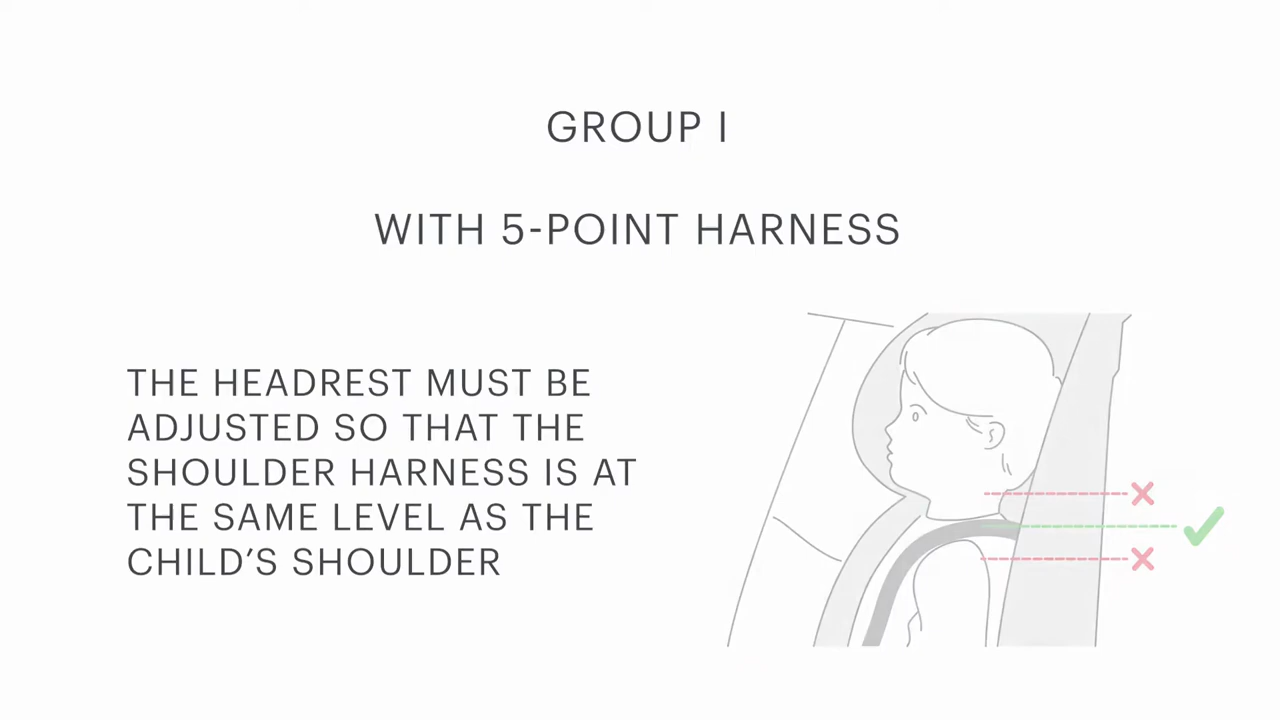 GROUP I
WITH 5-POINT HARNESS
THE HEADREST MUST BE
ADJUSTED SO THAT THE
SHOULDER HARNESS IS AT
THE SAME LEVEL AS THE
CHILD’S SHOULDER